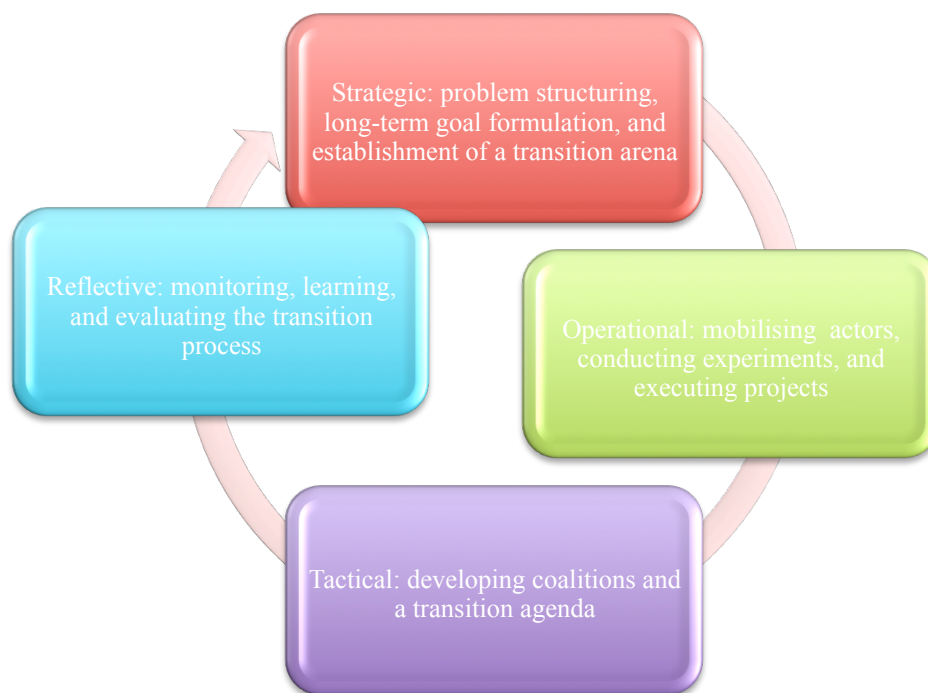 Strategic: problem structuring,
long-term goal formulation, and
establishment of a transition arena
Reflective: monitoring, learning,
and evaluating the transition
process
Operational: mobilising actors,
conducting experiments, and
executing projects
Tactical: developing coalitions and
a transition agenda